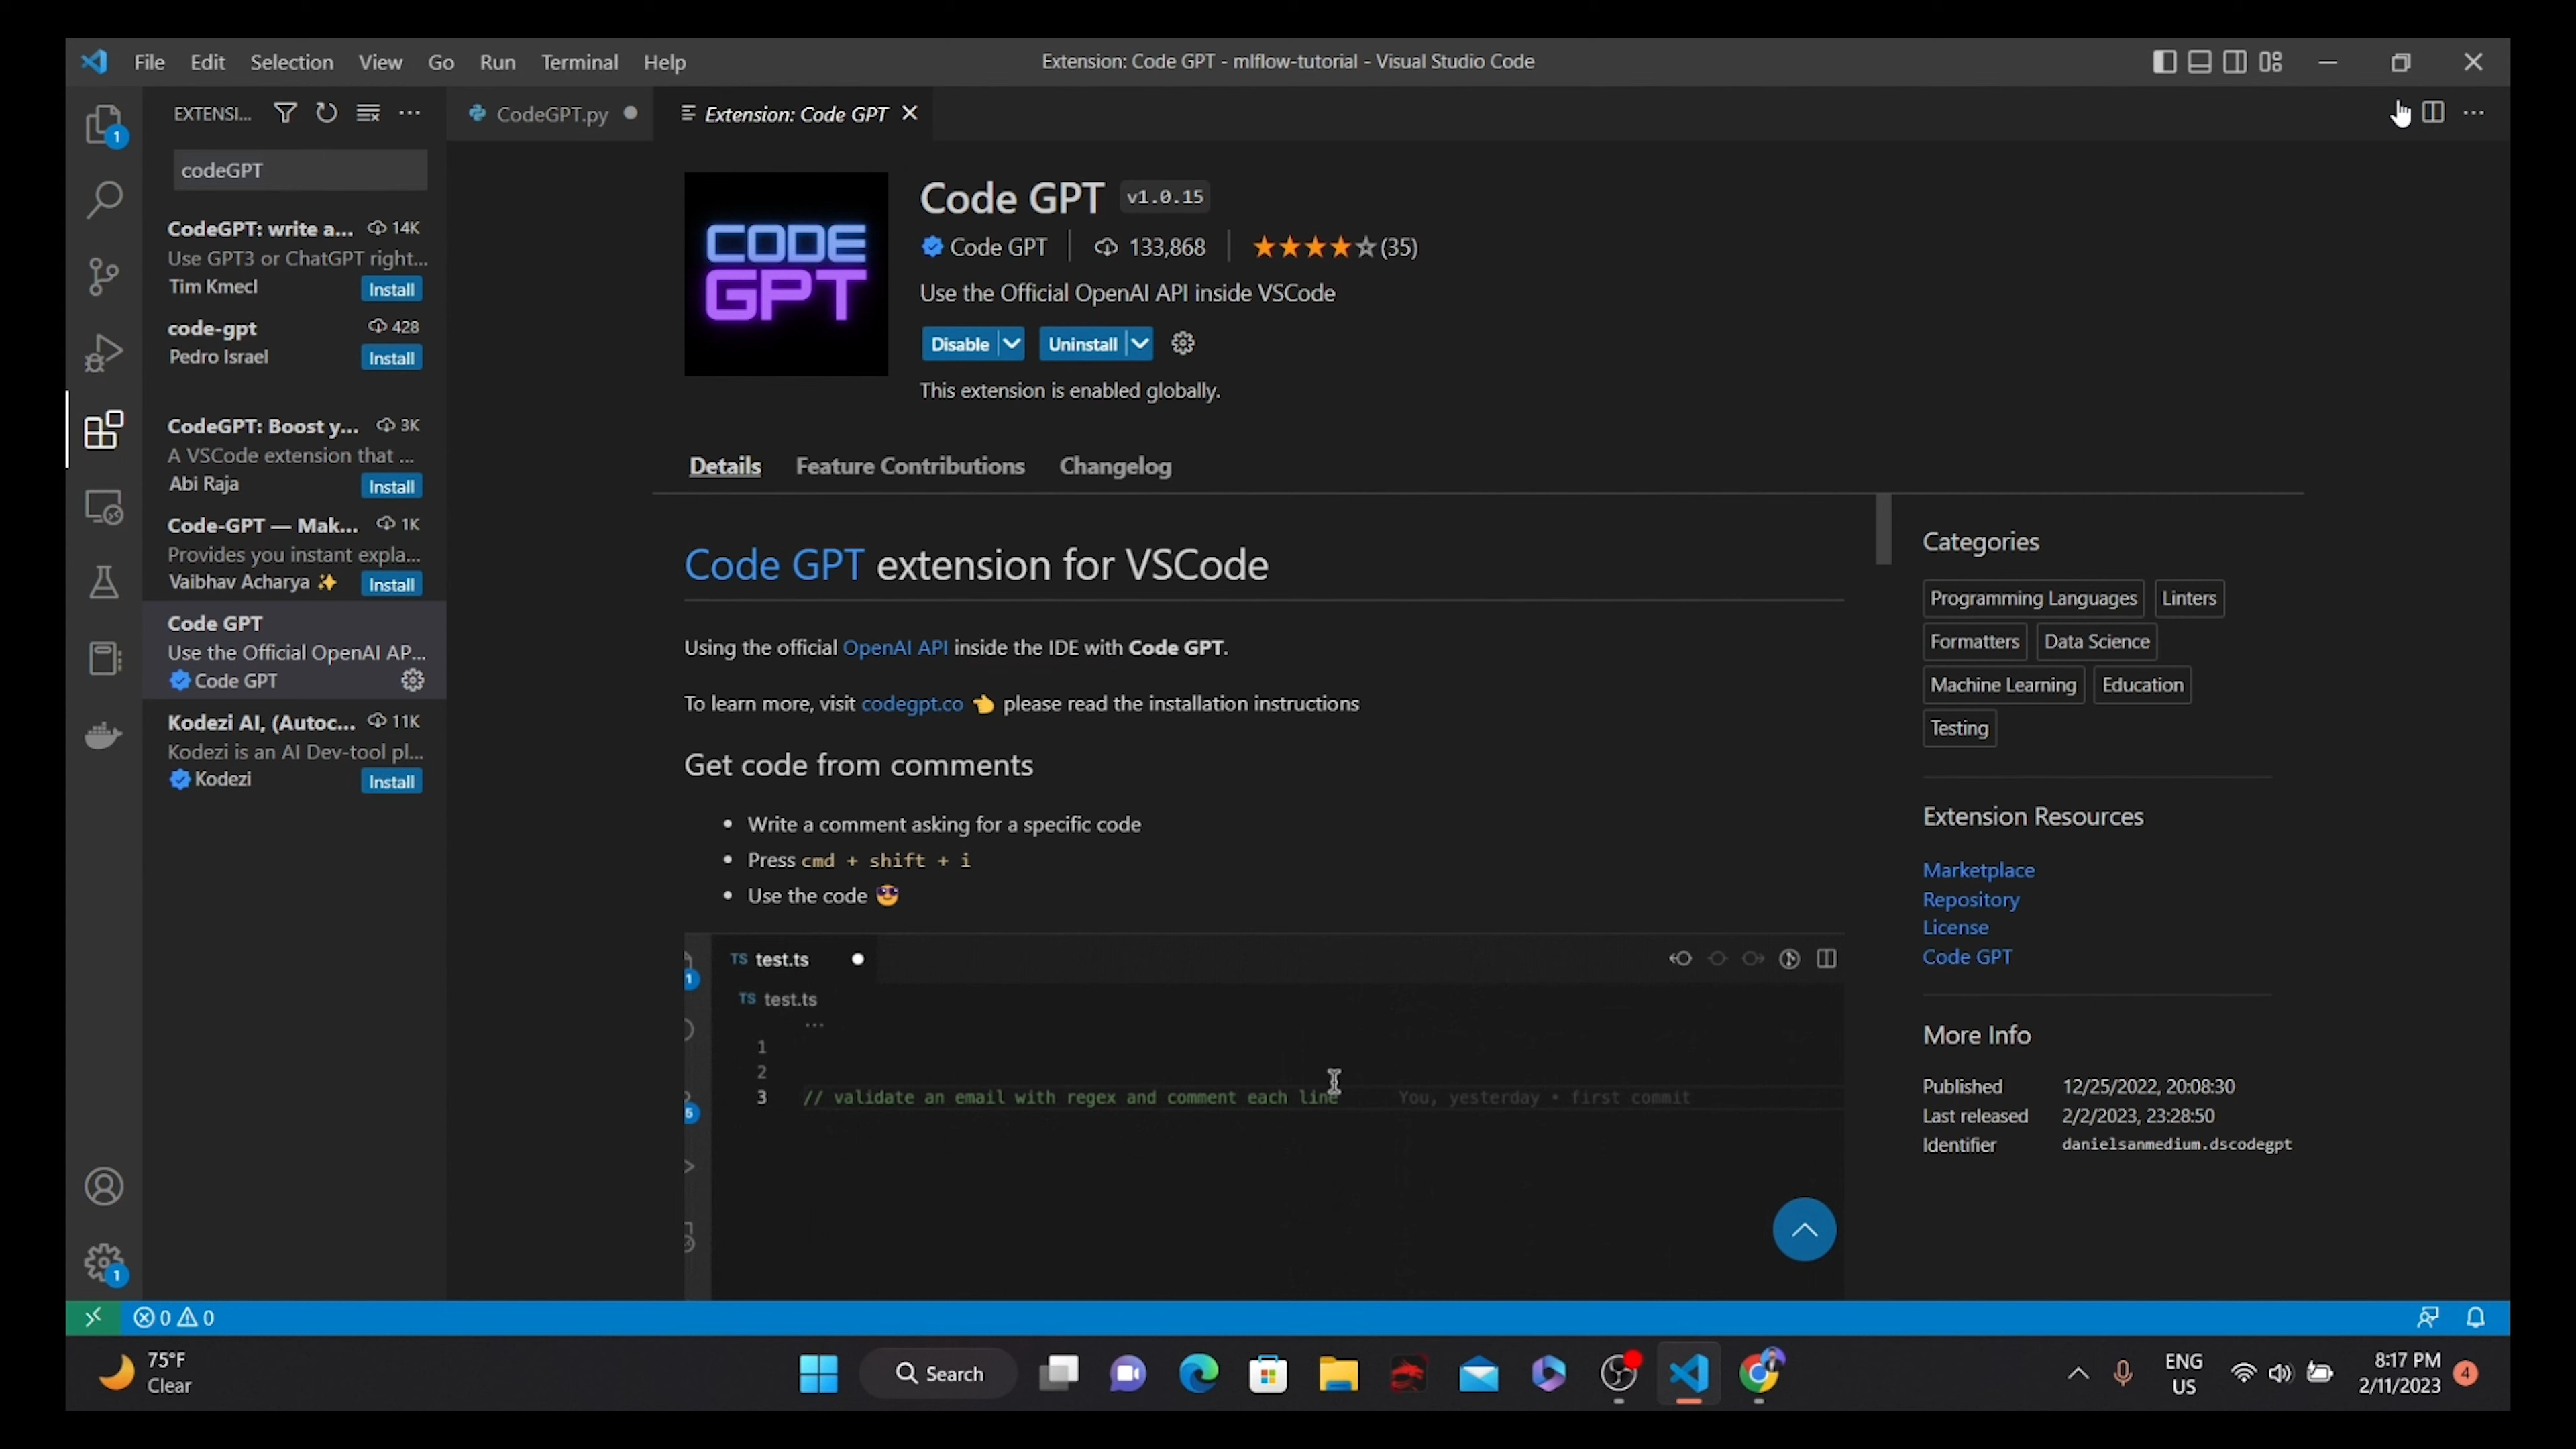 File Edit Selection View Go Run Terminal Help
Extension: Code GPT - mlflow-tutorial - Visual Studio Code
EXTENSI...
CodeGPT.py
Extension: Code GPT
1
codeGPT
CodeGPT: write a... 14K
Use GPT3 or ChatGPT right...
Tim Kmecl Install
code-gpt 428
Pedro Israel Install
CodeGPT: Boost y... 3K
A VSCode extension that ...
Abi Raja Install
Code-GPT — Mak... 1K
Provides you instant expla...
Vaibhav Acharya ✨ Install
Code GPT
Use the Official OpenAI AP...
Code GPT
Kodezi AI, (Autoc... 11K
Kodezi is an AI Dev-tool pl...
Kodezi Install
1
CODE
GPT
Code GPT v1.0.15
Code GPT 133,868 (35)
Use the Official OpenAI API inside VSCode
Disable Uninstall
This extension is enabled globally.
Details Feature Contributions Changelog
Code GPT extension for VSCode
Using the official OpenAI API inside the IDE with Code GPT.
To learn more, visit codegpt.co 👈 please read the installation instructions
Get code from comments
• Write a comment asking for a specific code
• Press cmd + shift + i
• Use the code 😎
TS test.ts
1
TS test.ts
...
1
2
3 // validate an email with regex and comment each line You, yesterday • first commit
5
Categories
Programming Languages Linters
Formatters Data Science
Machine Learning Education
Testing
Extension Resources
Marketplace
Repository
License
Code GPT
More Info
Published 12/25/2022, 20:08:30
Last released 2/2/2023, 23:28:50
Identifier danielsanmedium.dscodegpt
0 0
75°F
Clear
Search
ENG
US
8:17 PM
2/11/2023
4